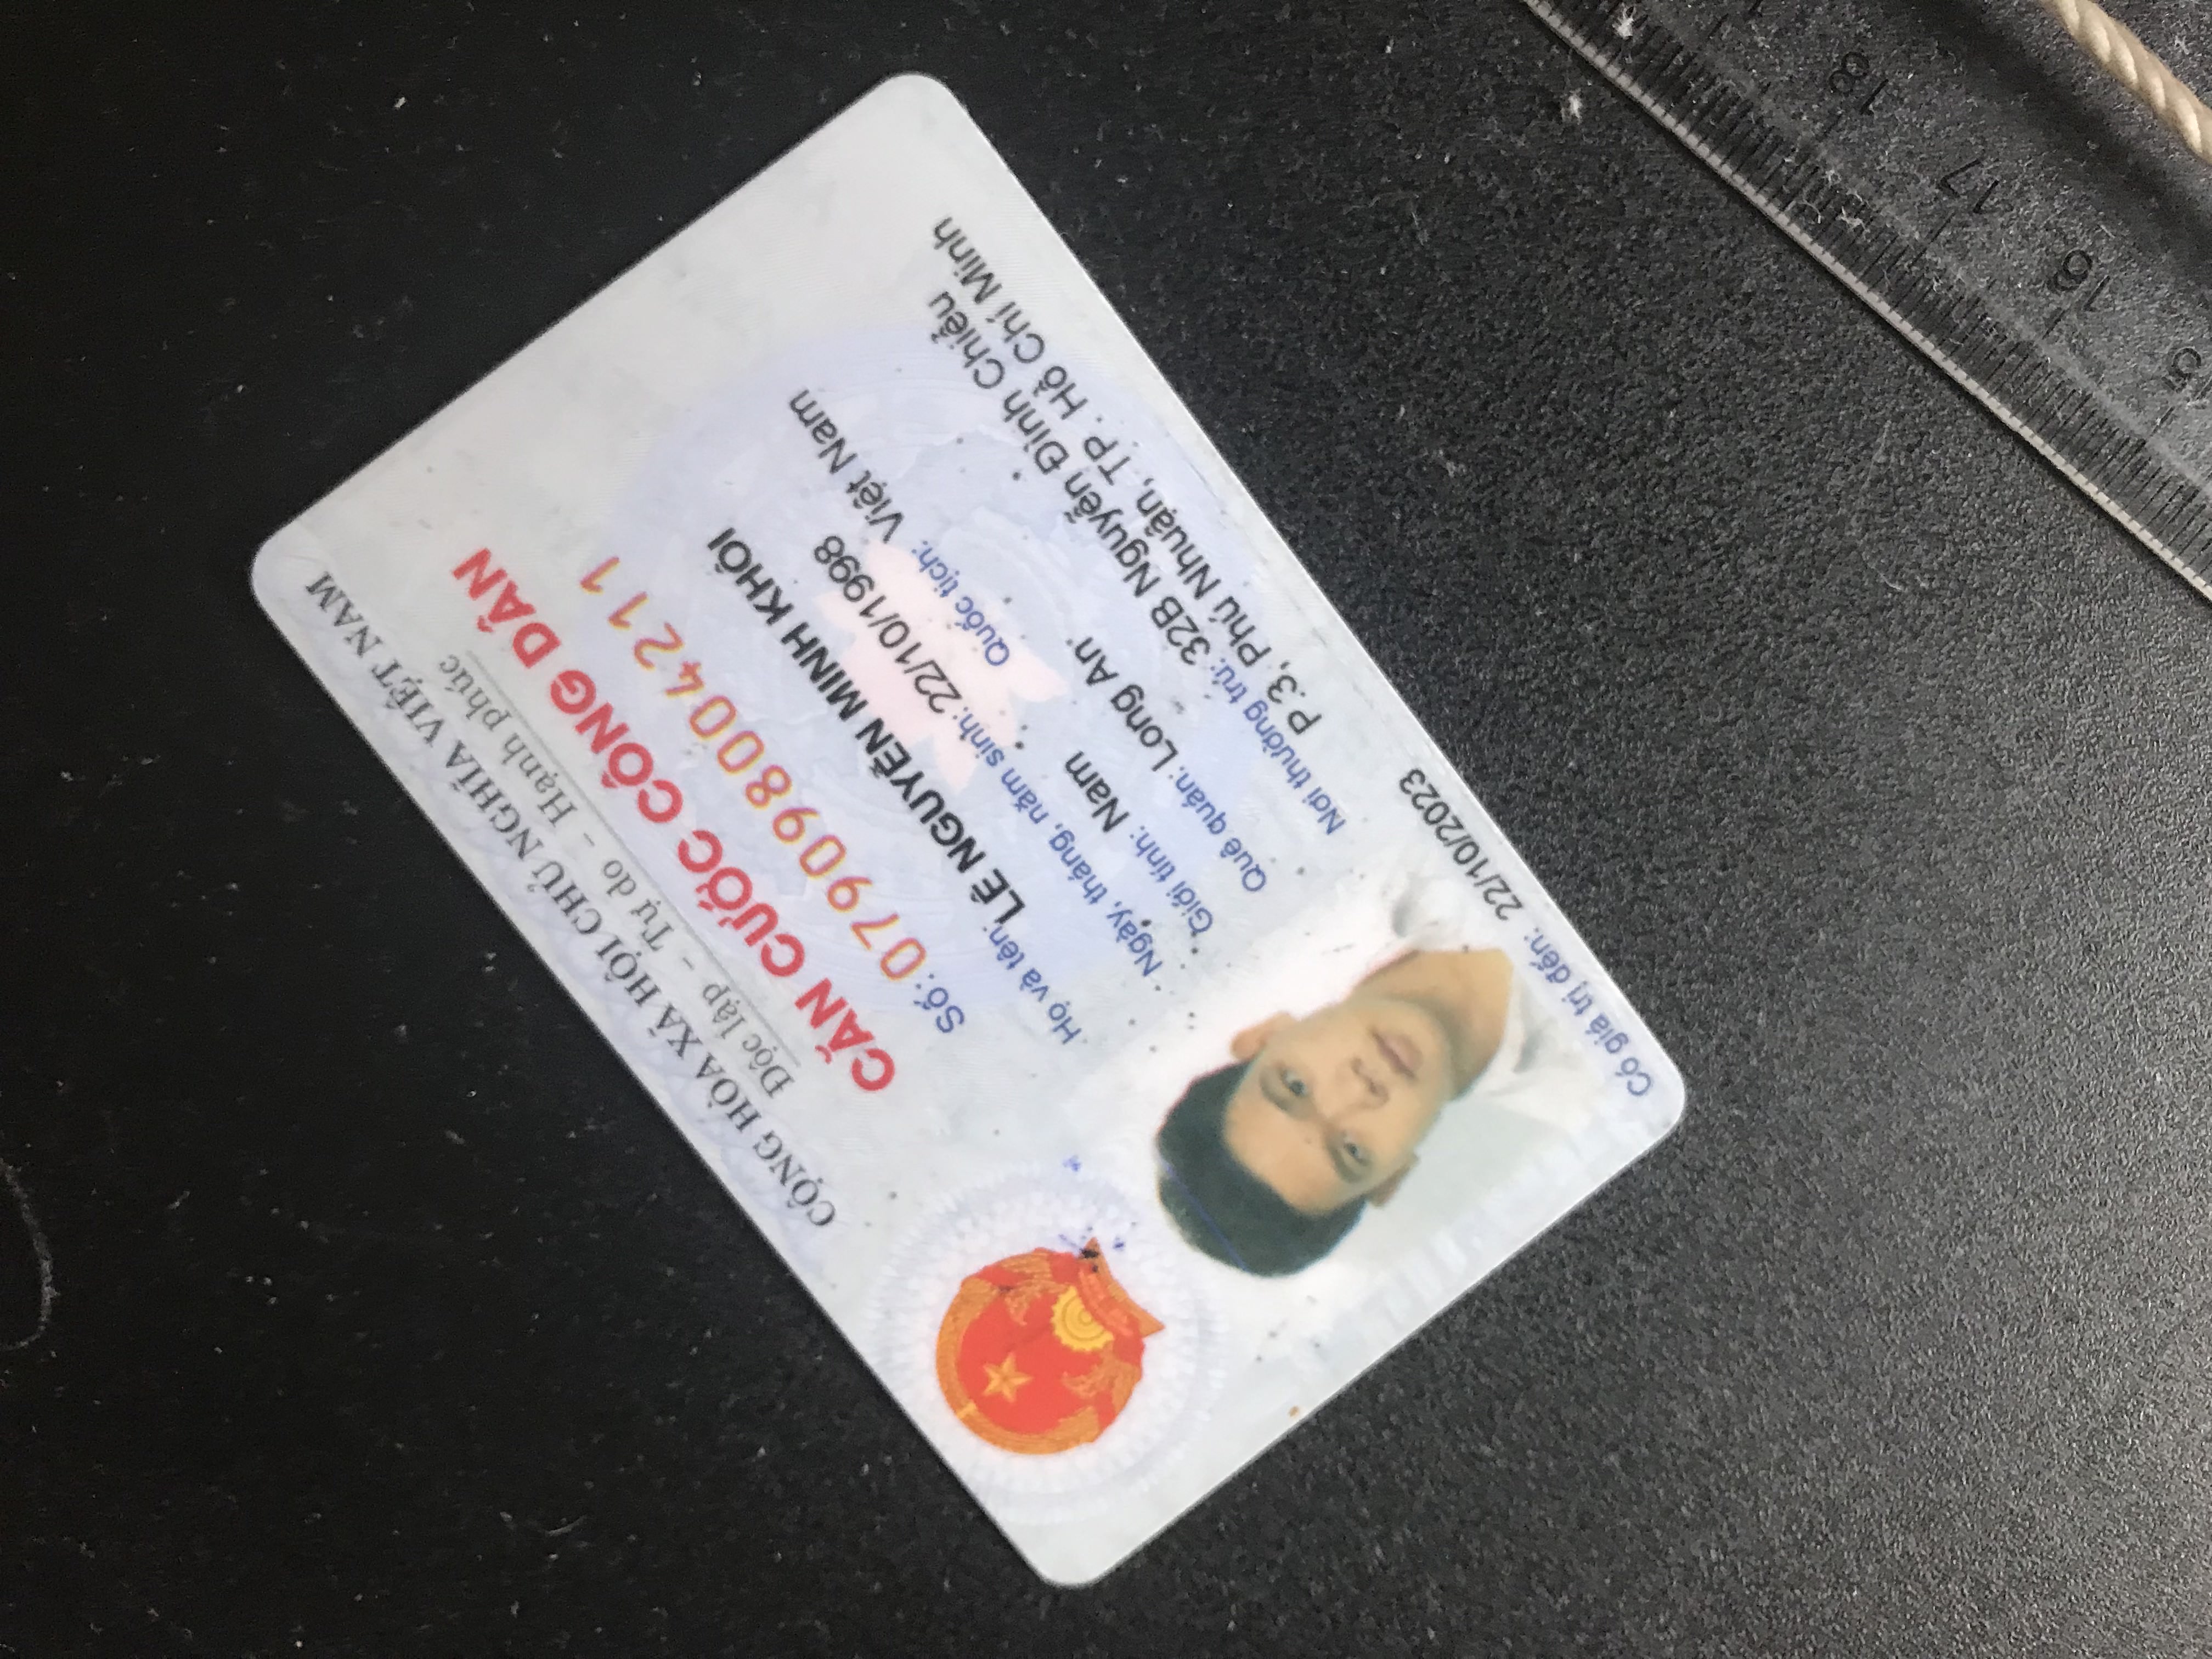 CỘNG HÒA XÃ HỘI CHỦ NGHĨA VIỆT NAM
Độc lập – Tự do – Hạnh phúc
CĂN CƯỚC CÔNG DÂN
Số: 079098004211
Họ và tên: LÊ NGUYỄN MINH KHÔI
Ngày, tháng, năm sinh: 22/10/1998
Giới tính: Nam Quốc tịch: Việt Nam
Quê quán: Long An
Nơi thường trú: 32B Nguyễn Đình Chiểu
P.3, Phú Nhuận, TP. Hồ Chí Minh
Có giá trị đến: 22/10/2023
18
17
16
15